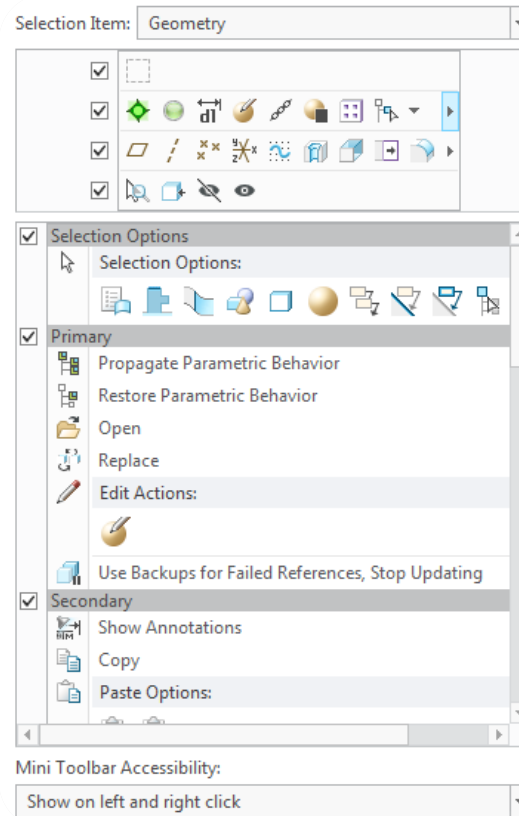 Selection Item: Geometry
Selection Options
Selection Options:
Primary
Propagate Parametric Behavior
Restore Parametric Behavior
Open
Replace
Edit Actions:
Use Backups for Failed References, Stop Updating
Secondary
Show Annotations
Copy
Paste Options:
Mini Toolbar Accessibility:
Show on left and right click